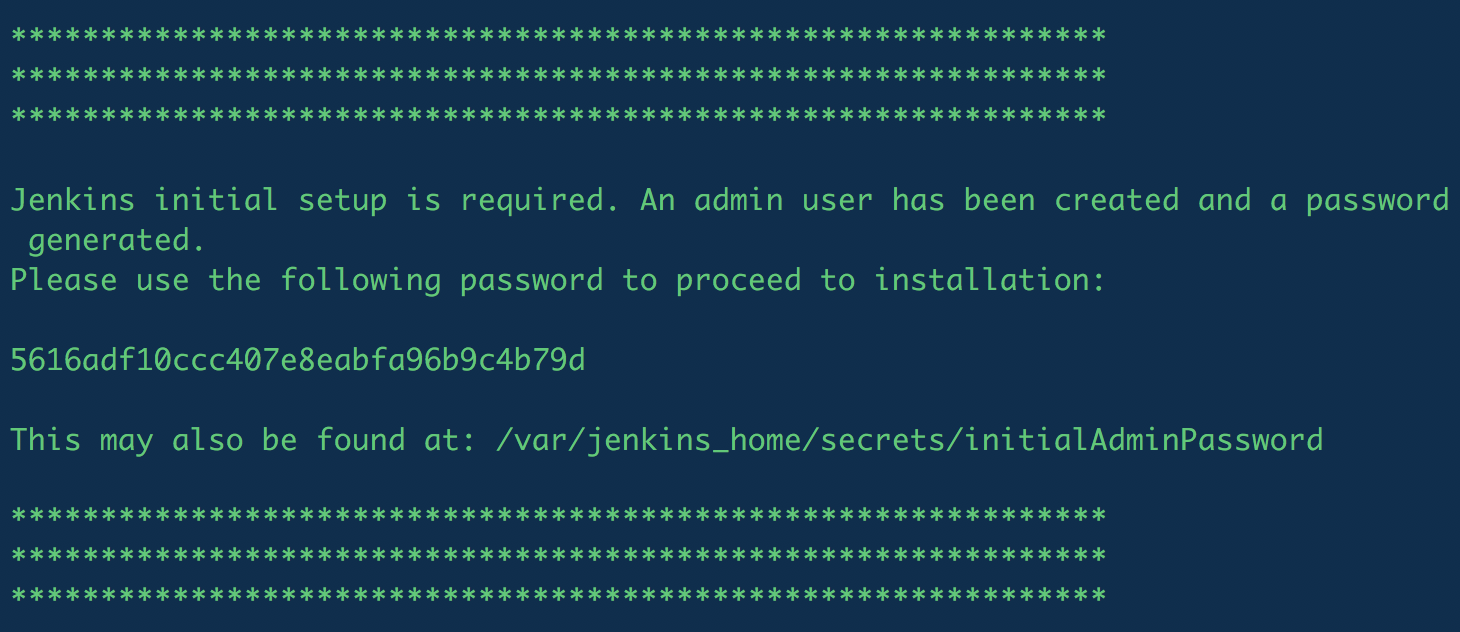 *************************************************************
*************************************************************
*************************************************************
Jenkins initial setup is required. An admin user has been created and a password
generated.
Please use the following password to proceed to installation:
5616adf10ccc407e8eabfa96b9c4b79d
This may also be found at: /var/jenkins_home/secrets/initialAdminPassword
*************************************************************
*************************************************************
*************************************************************